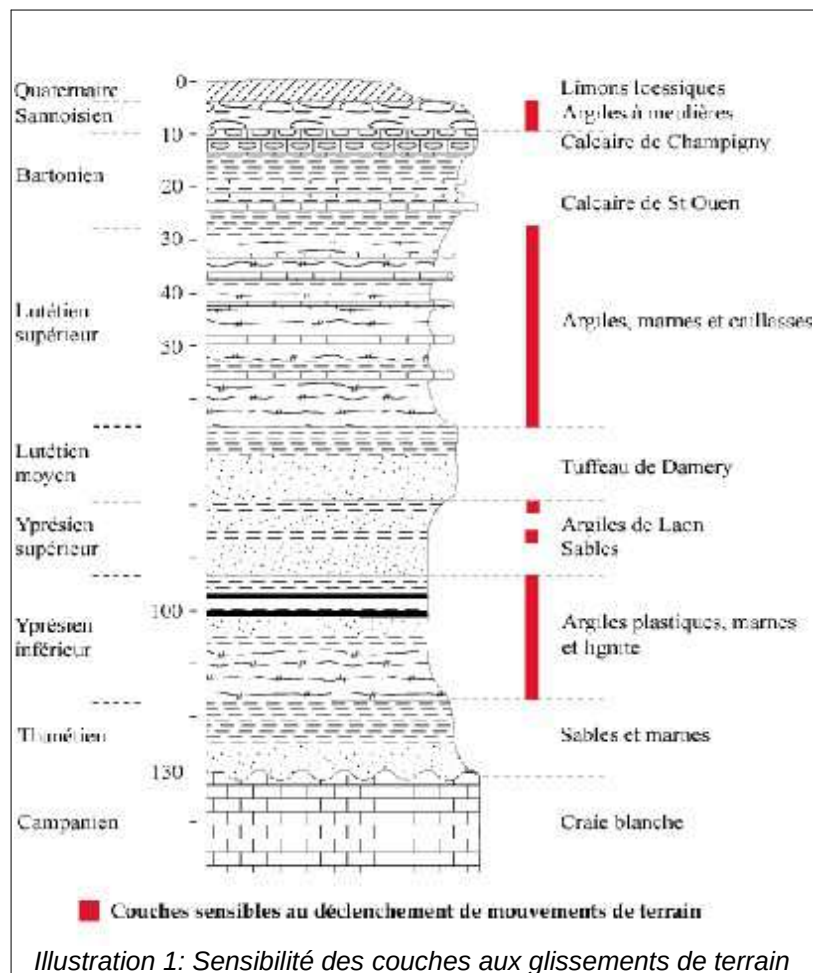 Quaternaire
Sannoisien
Bartonien
Lutétien
supérieur
Lutétien
moyen
Yprésien
supérieur
Yprésien
inférieur
Thanétien
Campanien
0
10
20
30
40
50
100
130
Limons loessiques
Argiles à meulières
Calcaire de Champigny
Calcaire de St Ouen
Argiles, marnes et caillasses
Tuffeau de Damery
Argiles de Laon
Sables
Argiles plastiques, marnes
et lignite
Sables et marnes
Craie blanche
Couches sensibles au déclenchement de mouvements de terrain
Illustration 1: Sensibilité des couches aux glissements de terrain